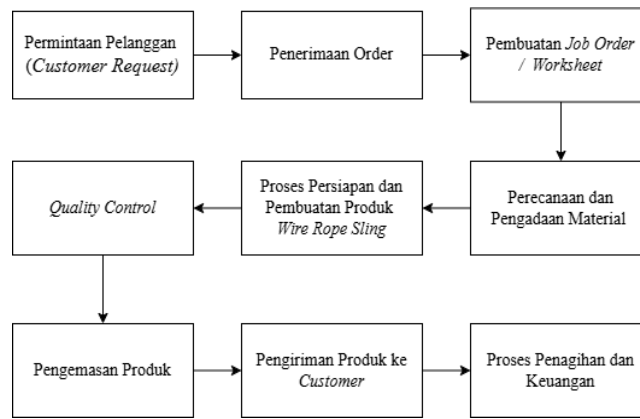 Permintaan Pelanggan
(Customer Request)
Penerimaan Order
Pembuatan Job Order
/ Worksheet
Perecanaan dan
Pengadaan Material
Proses Persiapan dan
Pembuatan Produk
Wire Rope Sling
Quality Control
Pengemasan Produk
Pengiriman Produk ke
Customer
Proses Penagihan dan
Keuangan